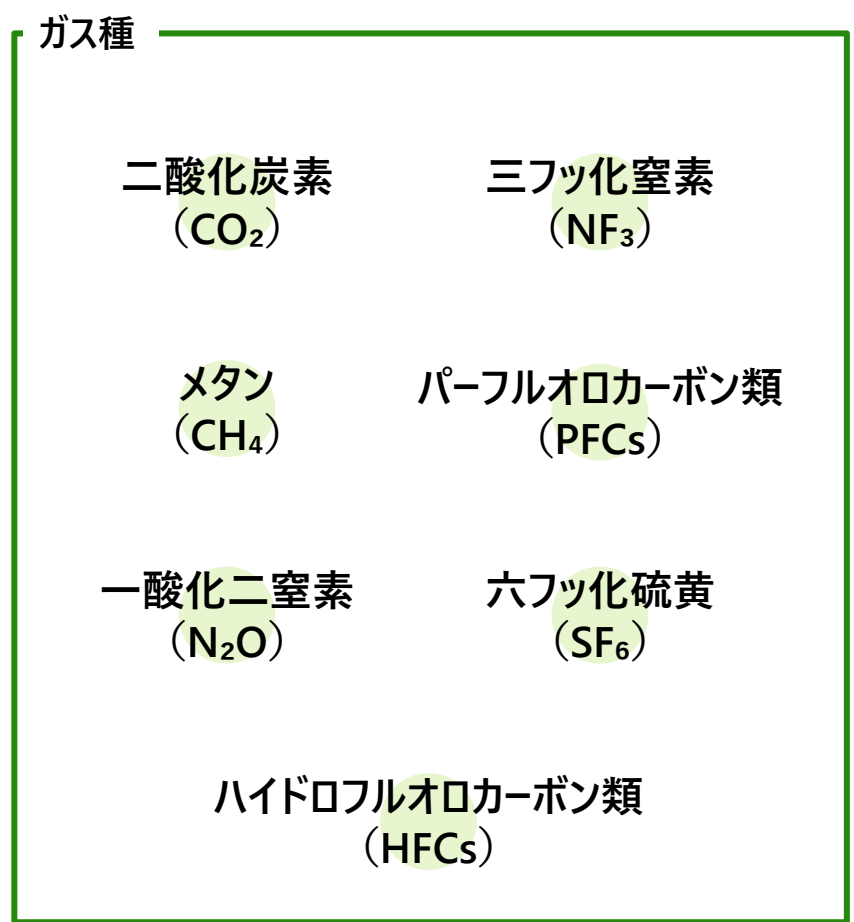 ガス種
二酸化炭素
（CO₂）
三フッ化窒素
（NF₃）
メタン
（CH₄）
パーフルオロカーボン類
（PFCs）
一酸化二窒素
（N₂O）
六フッ化硫黄
（SF₆）
ハイドロフルオロカーボン類
（HFCs）